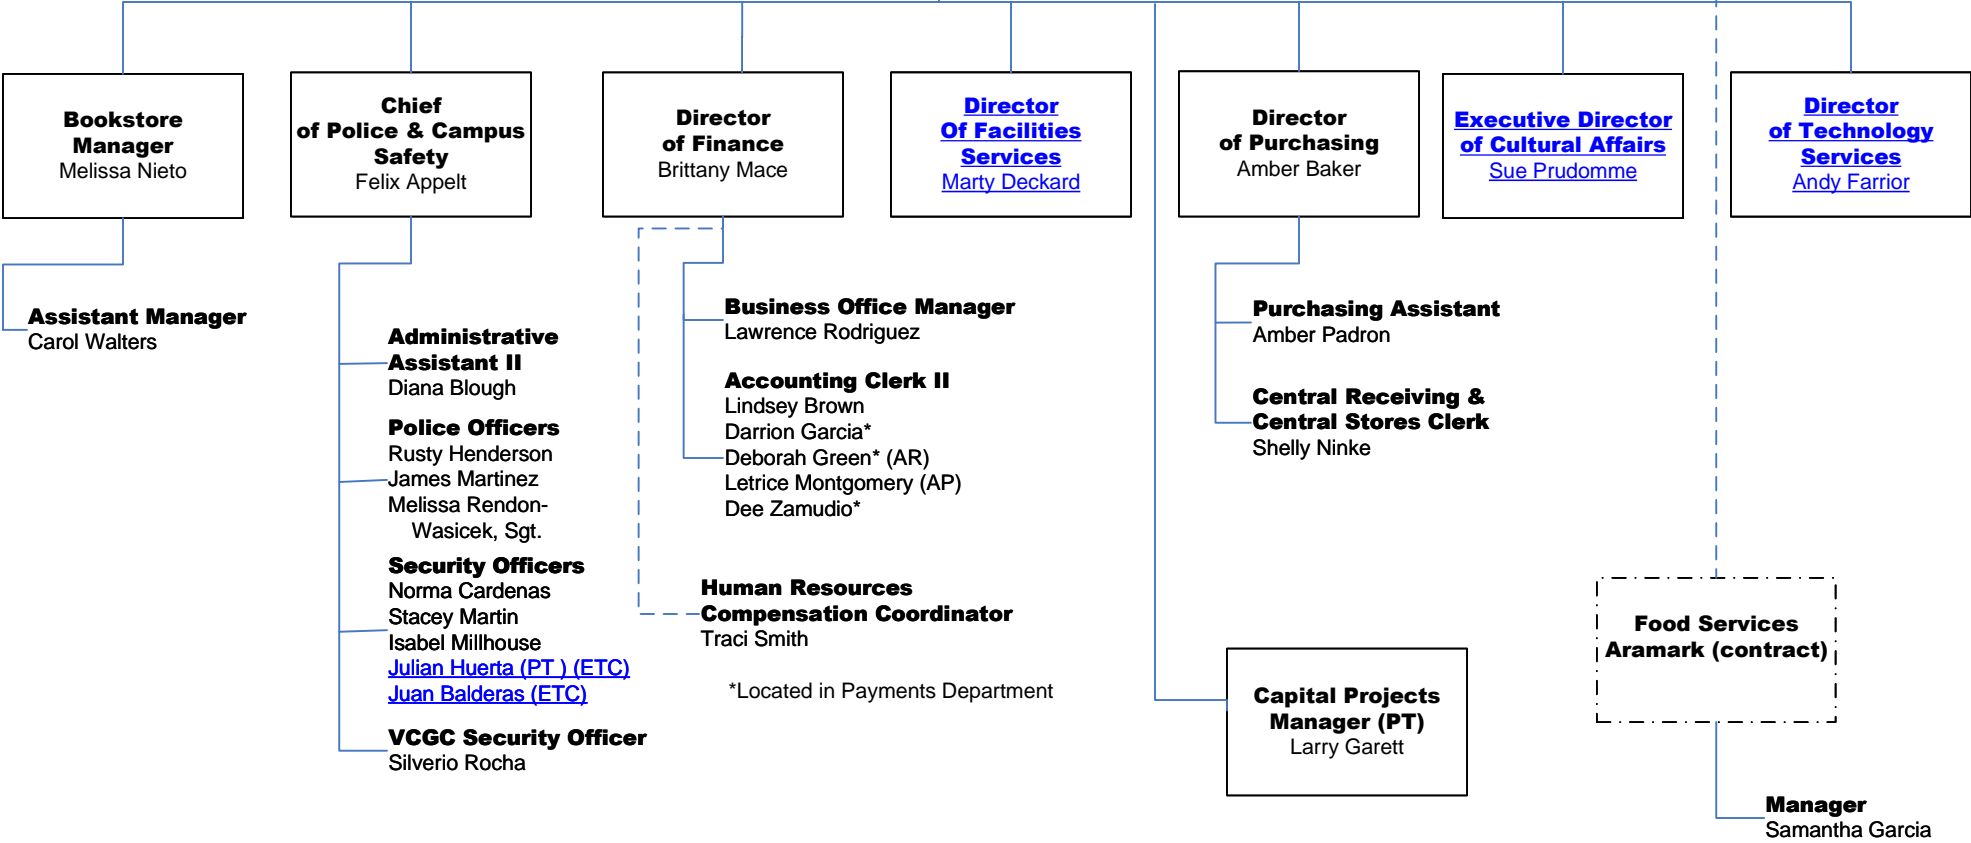 Bookstore
Manager
Melissa Nieto
Chief
of Police & Campus
Safety
Felix Appelt
Director
of Finance
Brittany Mace
Director
Of Facilities
Services
Marty Deckard
Director
of Purchasing
Amber Baker
Executive Director
of Cultural Affairs
Sue Prudomme
Director
of Technology
Services
Andy Farrior
Assistant Manager
Carol Walters
Administrative
Assistant II
Diana Blough
Police Officers
Rusty Henderson
James Martinez
Melissa Rendon-
Wasicek, Sgt.
Security Officers
Norma Cardenas
Stacey Martin
Isabel Millhouse
Julian Huerta (PT ) (ETC)
Juan Balderas (ETC)
VCGC Security Officer
Silverio Rocha
Business Office Manager
Lawrence Rodriguez
Accounting Clerk II
Lindsey Brown
Darrion Garcia*
Deborah Green* (AR)
Letrice Montgomery (AP)
Dee Zamudio*
Human Resources
Compensation Coordinator
Traci Smith
*Located in Payments Department
Purchasing Assistant
Amber Padron
Central Receiving &
Central Stores Clerk
Shelly Ninke
Capital Projects
Manager (PT)
Larry Garett
Food Services
Aramark (contract)
Manager
Samantha Garcia